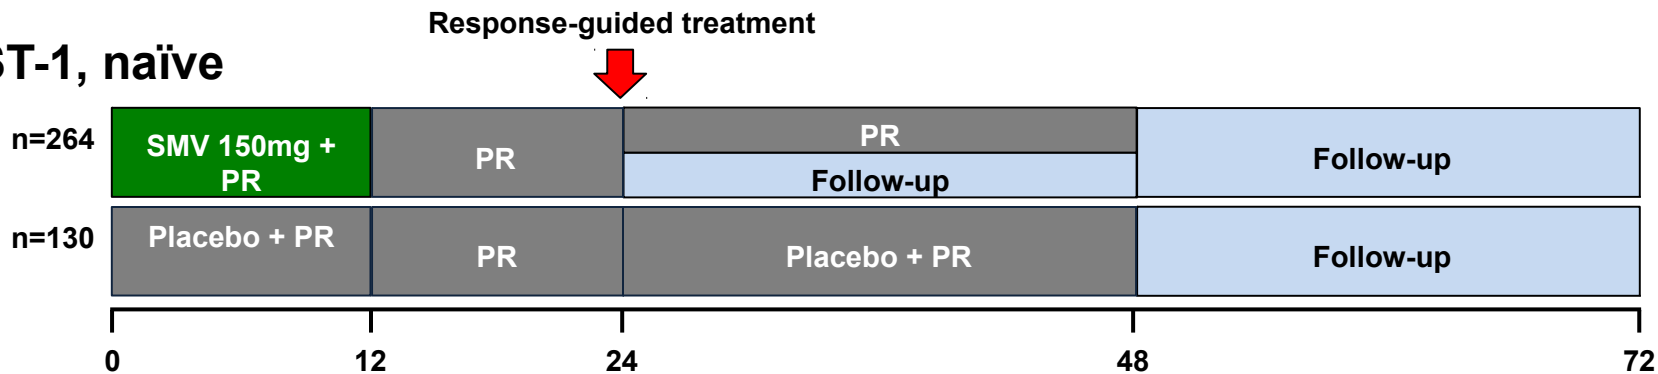 Response-guided treatment
ST-1, naïve
n=264
SMV 150mg +
PR
PR
PR
Follow-up
Follow-up
n=130
Placebo + PR
PR
Placebo + PR
Follow-up
0 12 24 48 72